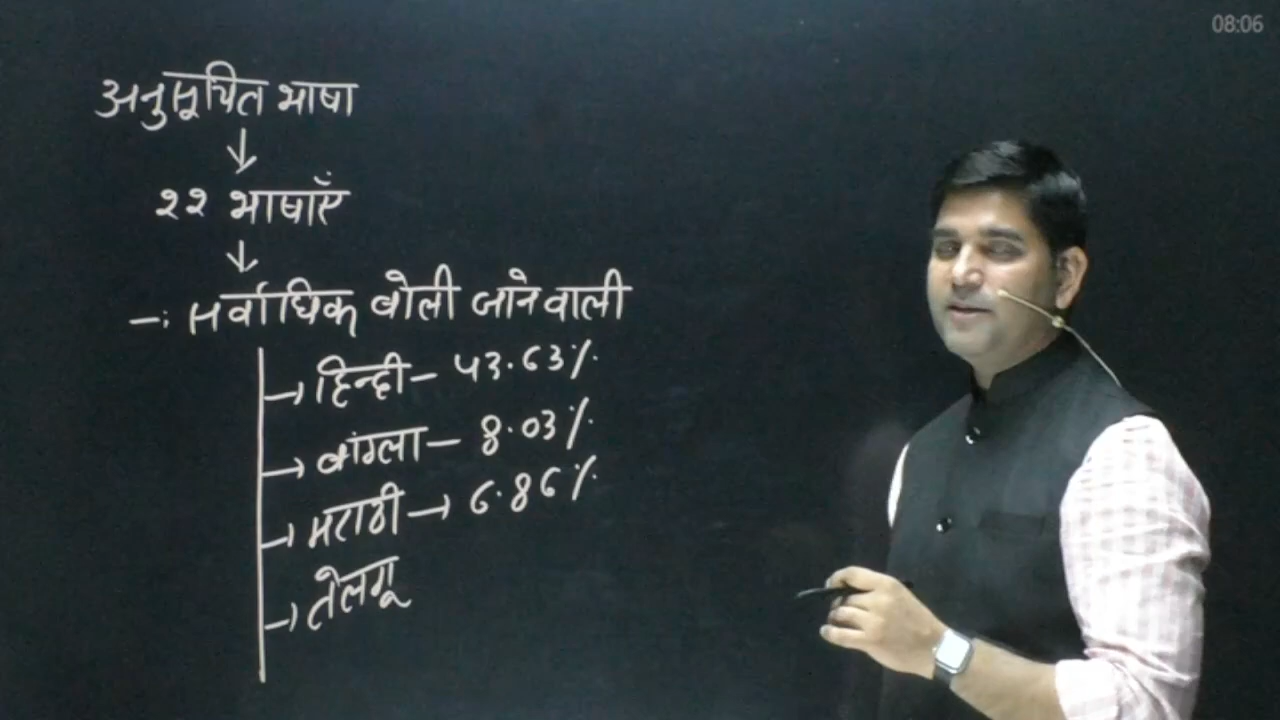 08:06
अनुसूचित भाषा
↓
२२ भाषाएँ
↓
-: सर्वाधिक बोली जाने वाली
→ हिन्दी - 43.63%
→ बांग्ला - 8.03%
→ मराठी → 6.86%
→ तेलगू